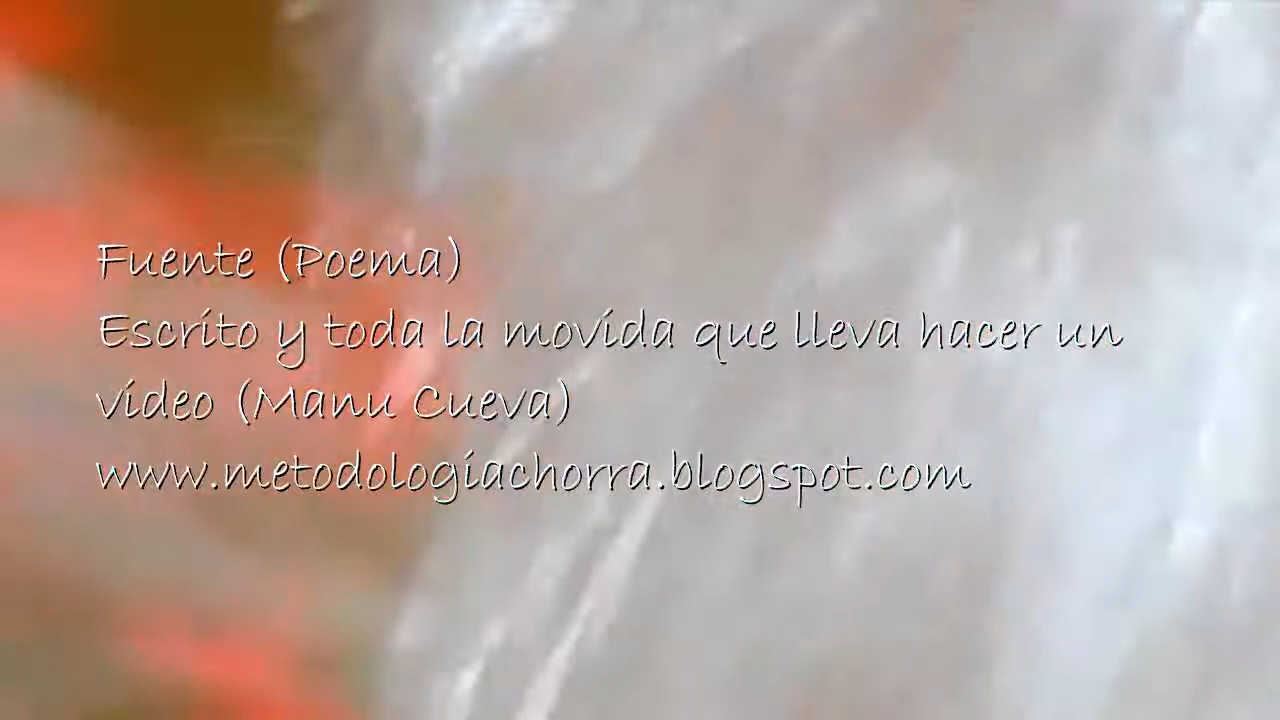 Fuente (Poema)
Escrito y toda la movida que lleva hacer un
video (Manu Cueva)
www.metodologiachorra.blogspot.com